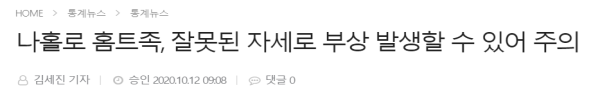 HOME > 통계뉴스 > 통계뉴스
나홀로 홈트족, 잘못된 자세로 부상 발생할 수 있어 주의
김세진 기자 | 승인 2020.10.12 09:08 | 댓글 0